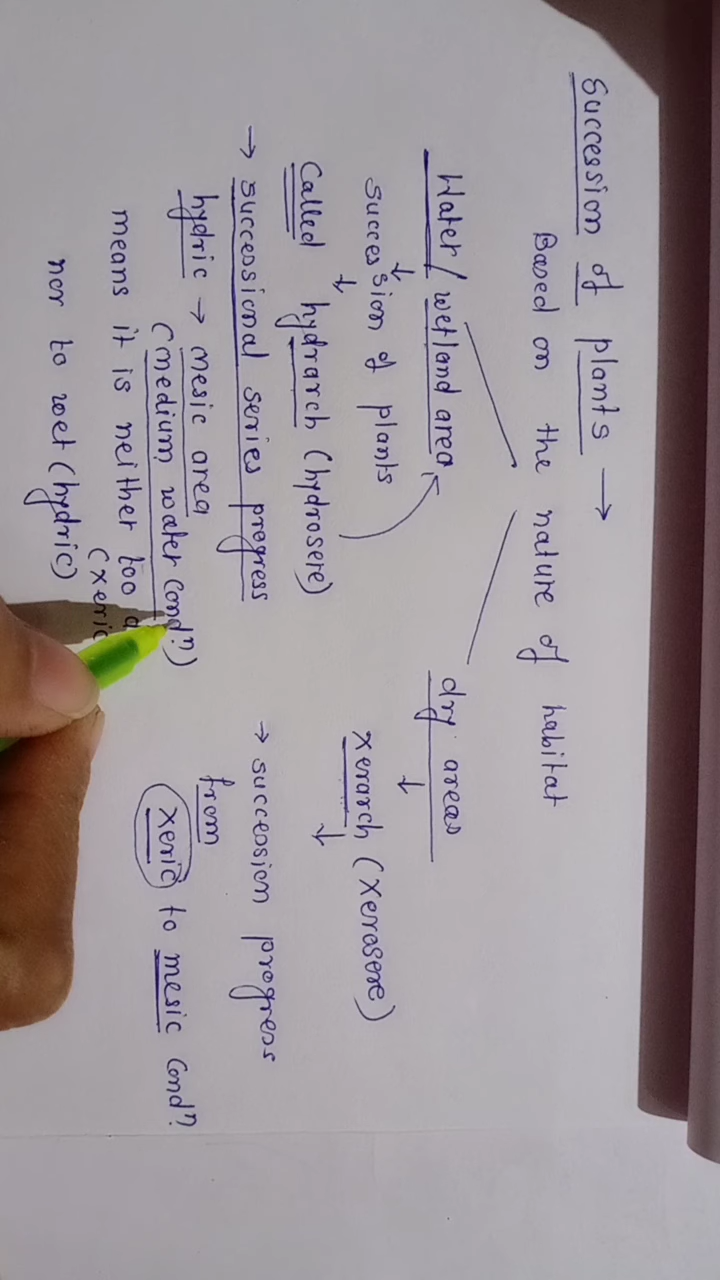 Succession of plants →
Based on the nature of habitat
Water / wetland area
↓
succession of plants
↓
Called hydrarch (hydrosere)
→ successional series progress
hydric → mesic area
(medium water condⁿ.)
means it is neither too
(xeric
nor to wet (hydric)
dry areas
↓
xerarch (xerosere)
↓
→ succession progress
from
xeric to mesic condⁿ.